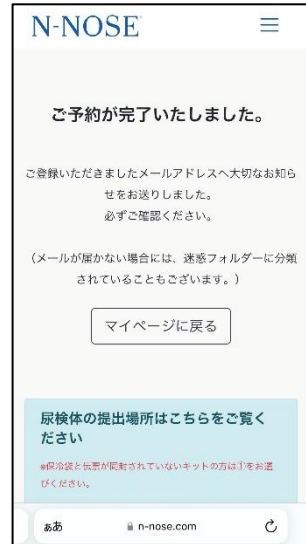 N-NOSE
ご予約が完了いたしました。
ご登録いただきましたメールアドレスへ大切なお知ら
せをお送りしました。
必ずご確認ください。
(メールが届かない場合には、迷惑フォルダーに分類
されていることもございます。)
マイページに戻る
尿検体の提出場所はこちらをご覧く
ださい
※保冷袋と伝票が同封されていないキットの方は①をお選
びください。
ぁあ
n-nose.com